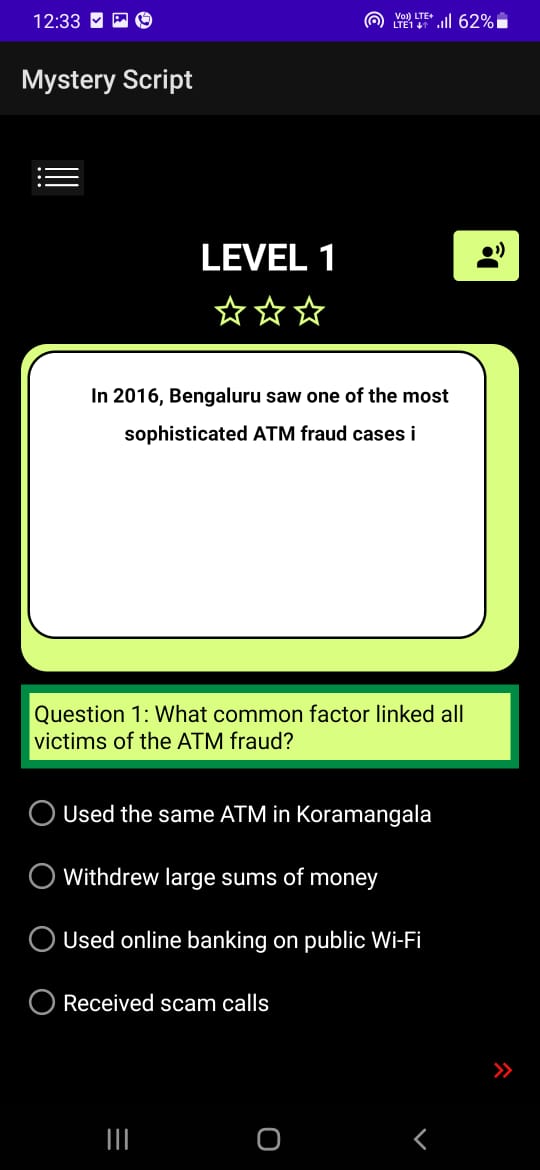 12:33
Vo) LTE+
LTE1 ↓↑
62%
Mystery Script
LEVEL 1
In 2016, Bengaluru saw one of the most
sophisticated ATM fraud cases i
Question 1: What common factor linked all
victims of the ATM fraud?
Used the same ATM in Koramangala
Withdrew large sums of money
Used online banking on public Wi-Fi
Received scam calls